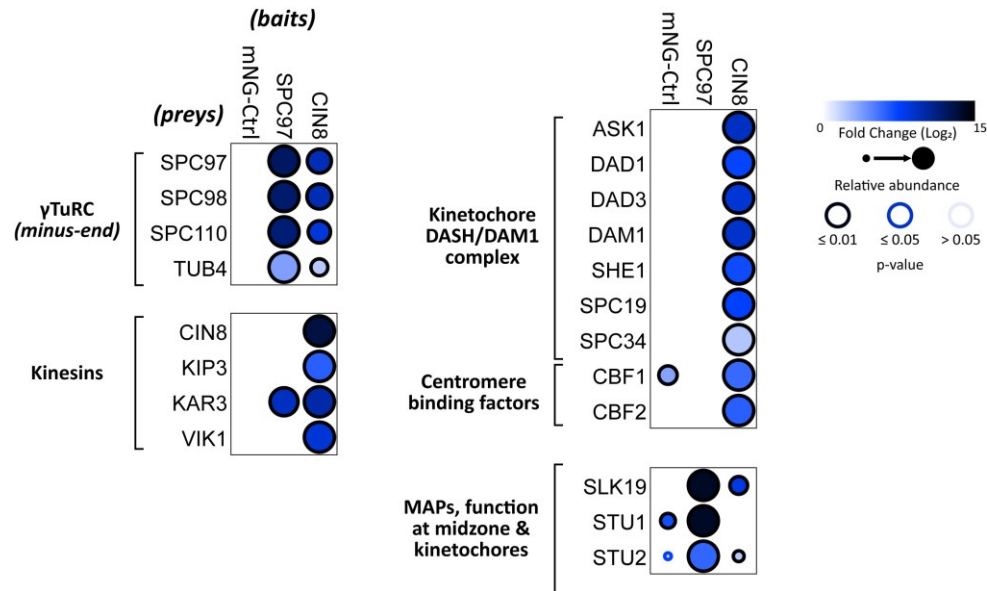 (baits)
mNG-Ctrl
SPC97
CIN8
(preys)
SPC97
SPC98
SPC110
TUB4
γTuRC
(minus-end)
CIN8
KIP3
KAR3
VIK1
Kinesins
mNG-Ctrl
SPC97
CIN8
ASK1
DAD1
DAD3
DAM1
SHE1
SPC19
SPC34
Kinetochore
DASH/DAM1
complex
CBF1
CBF2
Centromere
binding factors
SLK19
STU1
STU2
MAPs, function
at midzone &
kinetochores
0 15
Fold Change (Log₂)
Relative abundance
≤ 0.01 ≤ 0.05 > 0.05
p-value